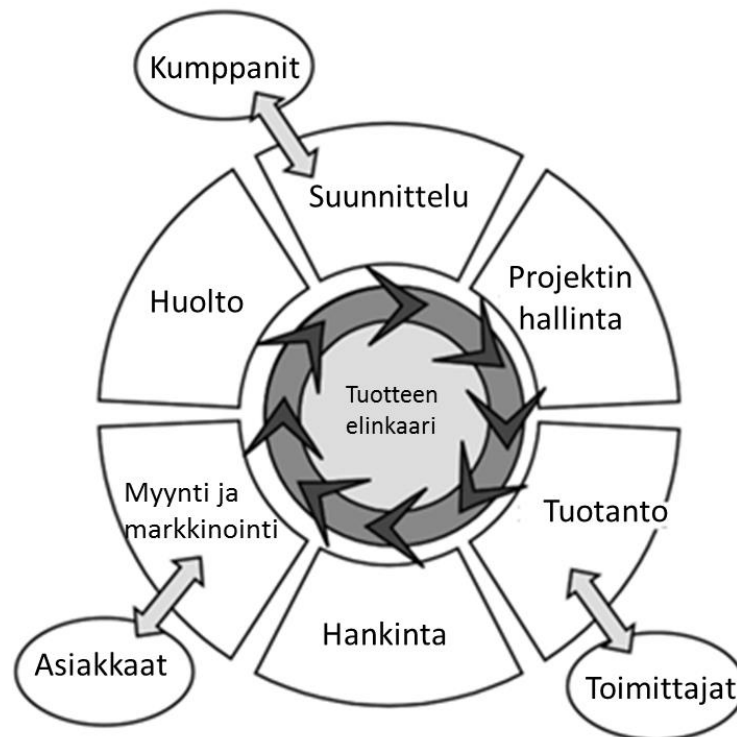 Kumppanit
Suunnittelu
Projektin
hallinta
Huolto
Tuotteen
elinkaari
Myynti ja
markkinointi
Tuotanto
Hankinta
Asiakkaat
Toimittajat